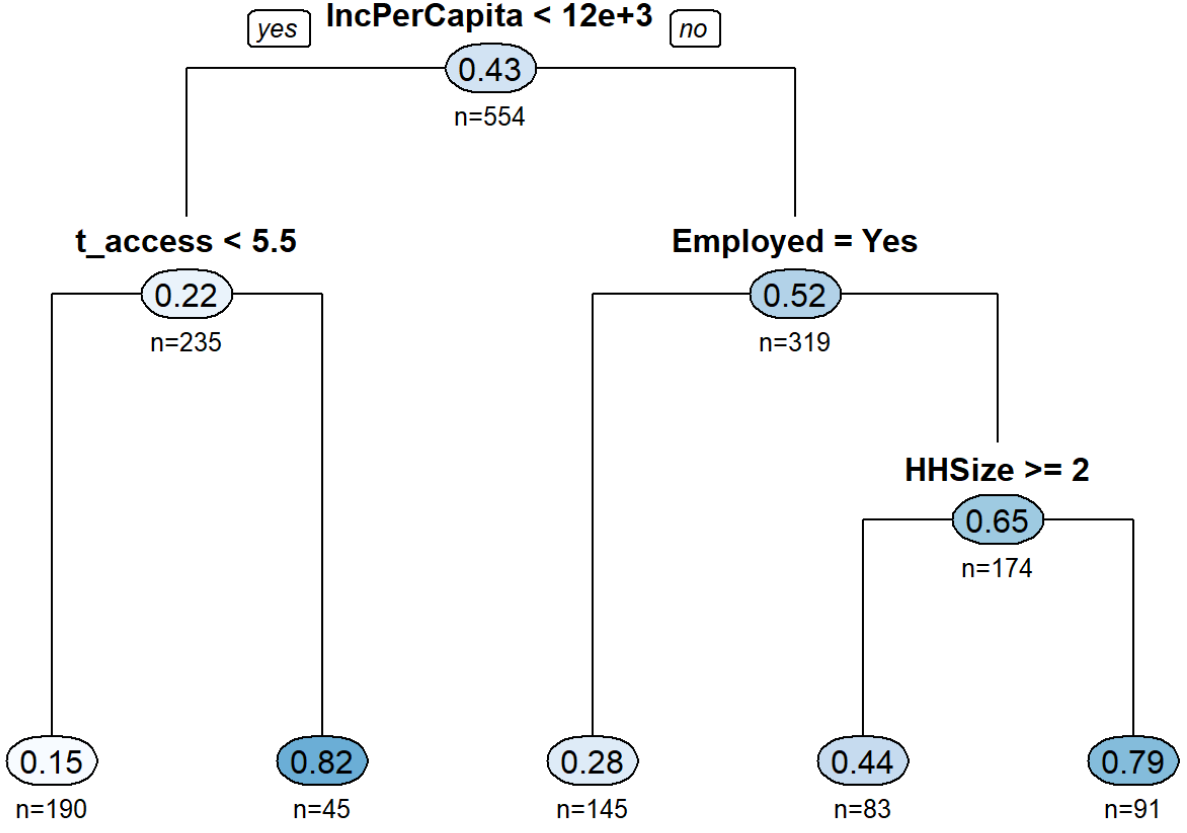 IncPerCapita < 12e+3
yes
no
0.43
n=554
t_access < 5.5
Employed = Yes
0.22
0.52
n=235
n=319
HHSize >= 2
0.65
n=174
0.15
0.82
0.28
0.44
0.79
n=190
n=45
n=145
n=83
n=91